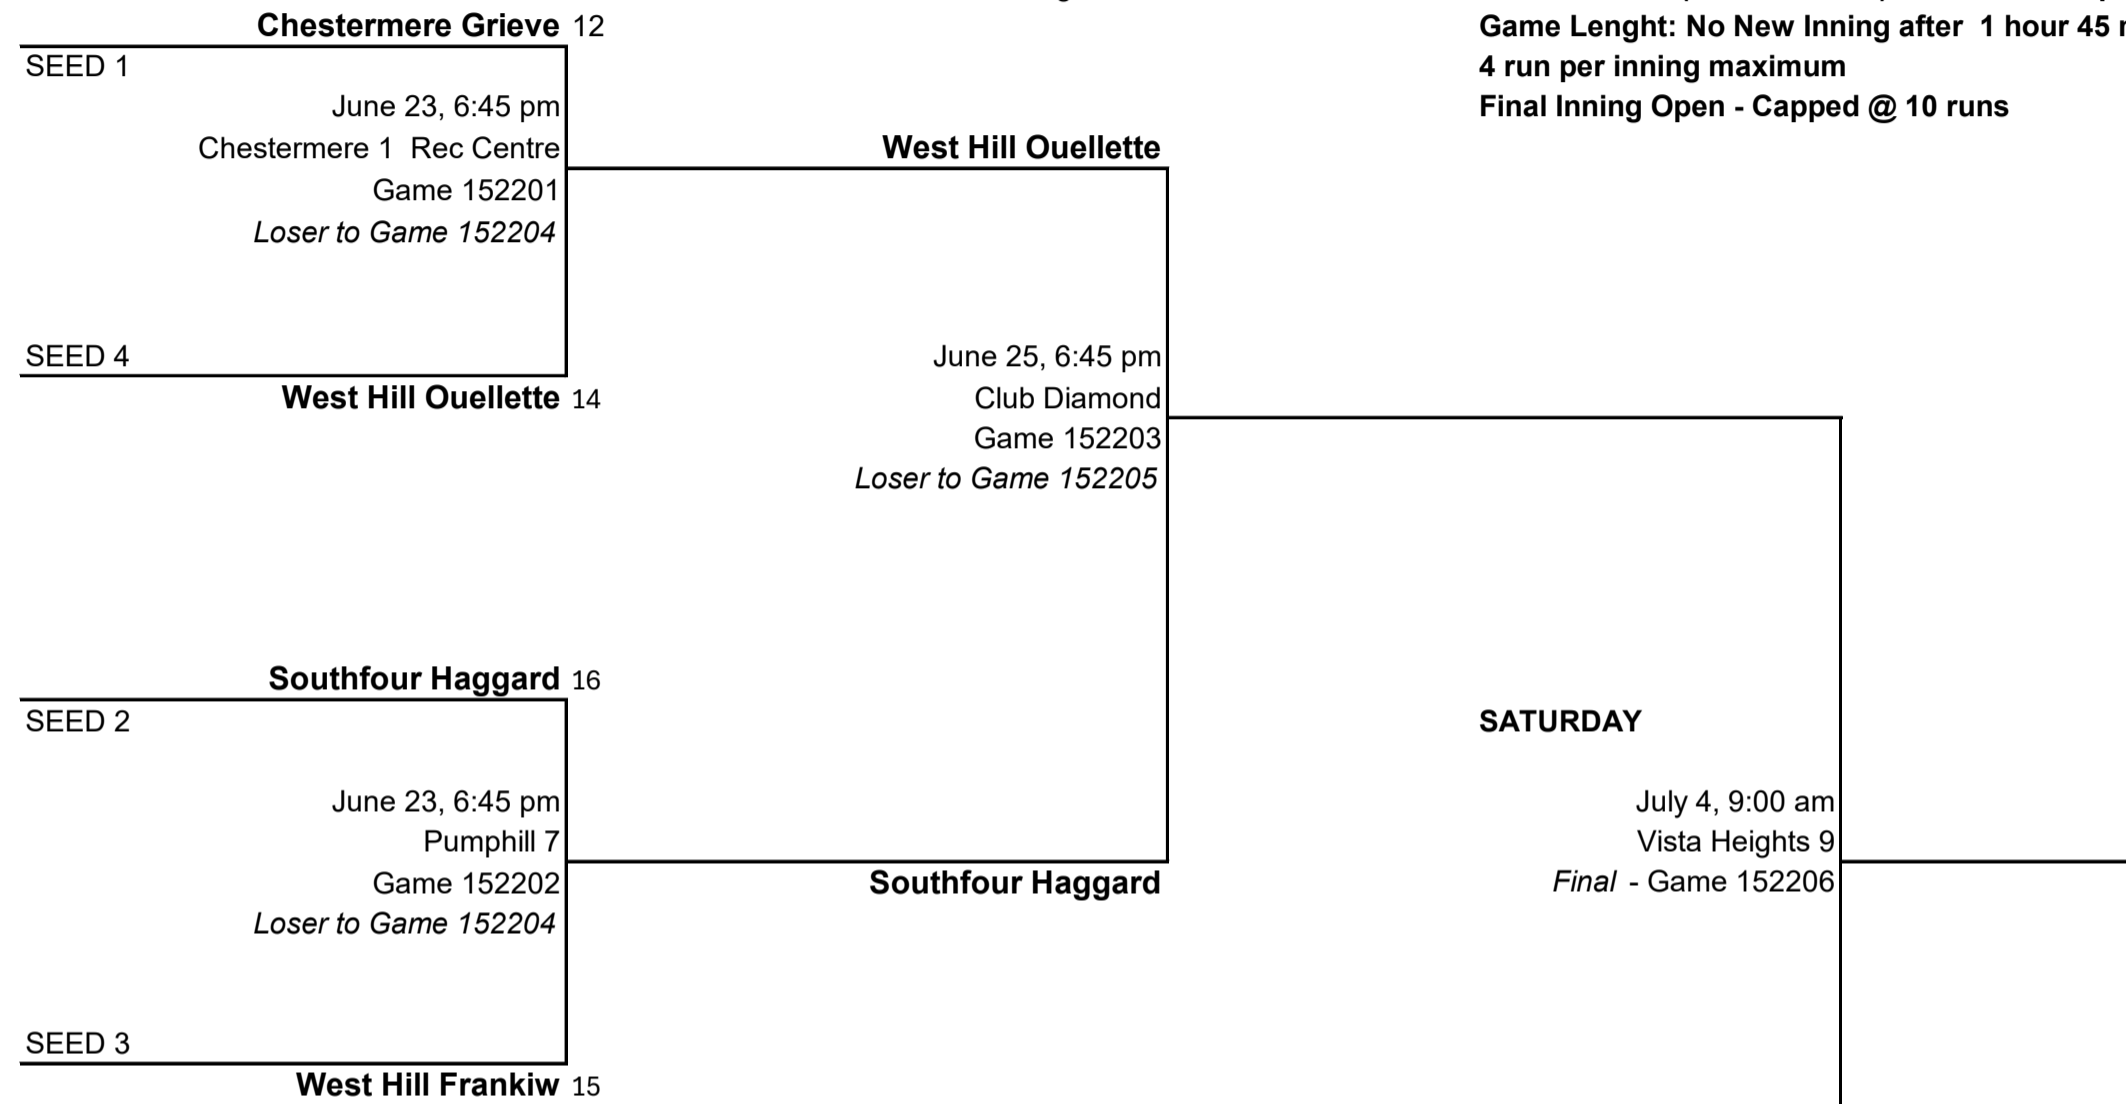 Chestermere Grieve 12
SEED 1
June 23, 6:45 pm
Chestermere 1 Rec Centre
Game 152201
Loser to Game 152204
SEED 4
West Hill Ouellette 14
Southfour Haggard 16
SEED 2
June 23, 6:45 pm
Pumphill 7
Game 152202
Loser to Game 152204
SEED 3
West Hill Frankiw 15
West Hill Ouellette
June 25, 6:45 pm
Club Diamond
Game 152203
Loser to Game 152205
Southfour Haggard
Game Lenght: No New Inning after 1 hour 45
4 run per inning maximum
Final Inning Open - Capped @ 10 runs
SATURDAY
July 4, 9:00 am
Vista Heights 9
Final - Game 152206